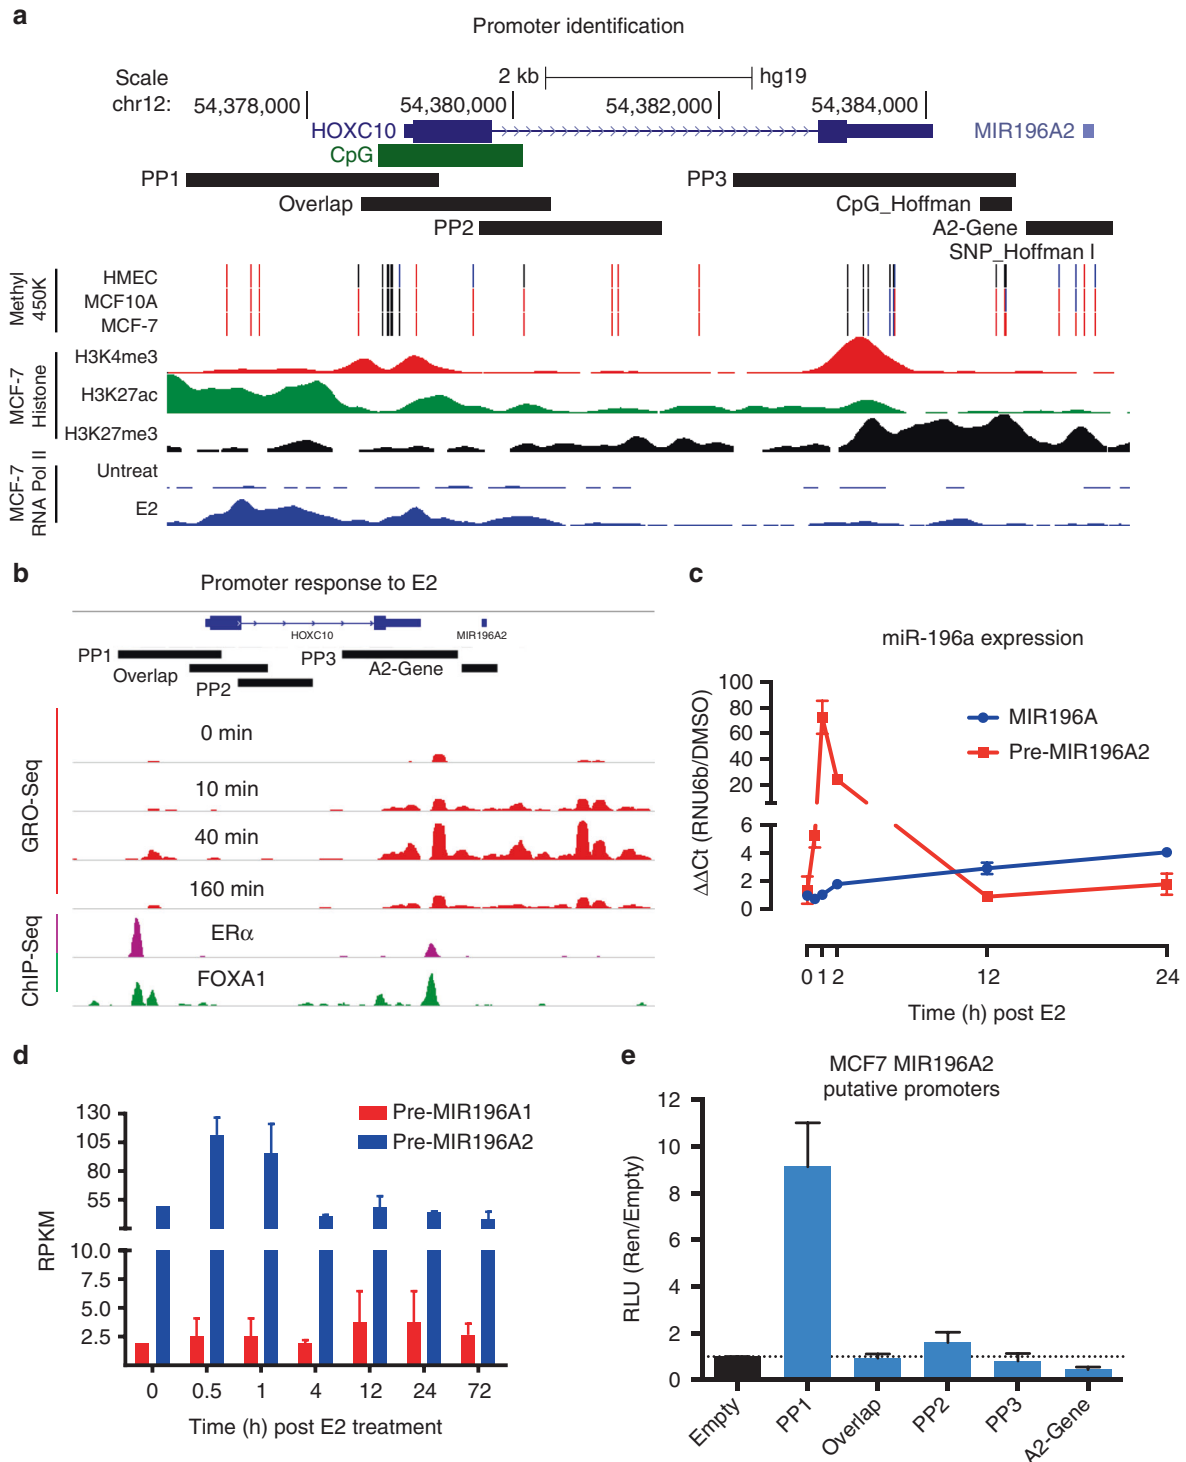 a
Promoter identification
Scale 2 kb hg19
chr12: 54,378,000 54,380,000 54,382,000 54,384,000
HOXC10 MIR196A2
CpG
PP1 PP3
Overlap CpG_Hoffman
PP2 A2-Gene
SNP_Hoffman I
Methyl 450K
HMEC
MCF10A
MCF-7
MCF-7 Histone
H3K4me3
H3K27ac
H3K27me3
MCF-7 RNA Pol II
Untreat
E2
b
Promoter response to E2
HOXC10 MIR196A2
PP1 PP3
Overlap A2-Gene
PP2
GRO-Seq
0 min
10 min
40 min
160 min
ChIP-Seq
ERα
FOXA1
c
miR-196a expression
ΔΔCt (RNU6b/DMSO)
100
80
60
40
20
6
4
2
0
MIR196A
Pre-MIR196A2
0 1 2 12 24
Time (h) post E2
d
RPKM
130
105
80
55
10.0
7.5
5.0
2.5
Pre-MIR196A1
Pre-MIR196A2
0 0.5 1 4 12 24 72
Time (h) post E2 treatment
e
MCF7 MIR196A2
putative promoters
RLU (Ren/Empty)
12
10
8
6
4
2
0
Empty PP1 Overlap PP2 PP3 A2-Gene